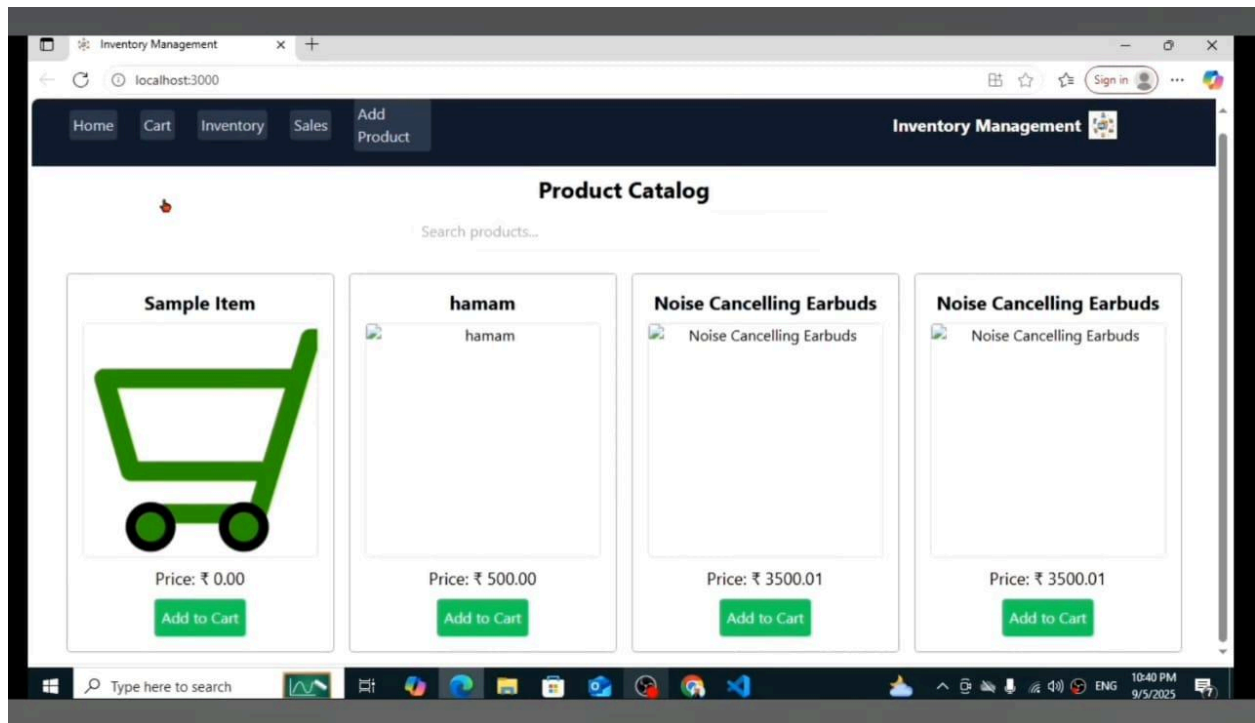 Inventory Management
localhost:3000
Sign in
Home Cart Inventory Sales Add
Product
Inventory Management
Product Catalog
Search products...
Sample Item
hamam
Noise Cancelling Earbuds
Noise Cancelling Earbuds
hamam
Noise Cancelling Earbuds
Noise Cancelling Earbuds
Price: ₹ 0.00
Price: ₹ 500.00
Price: ₹ 3500.01
Price: ₹ 3500.01
Add to Cart
Add to Cart
Add to Cart
Add to Cart
Type here to search
ENG
10:40 PM
9/5/2025
7